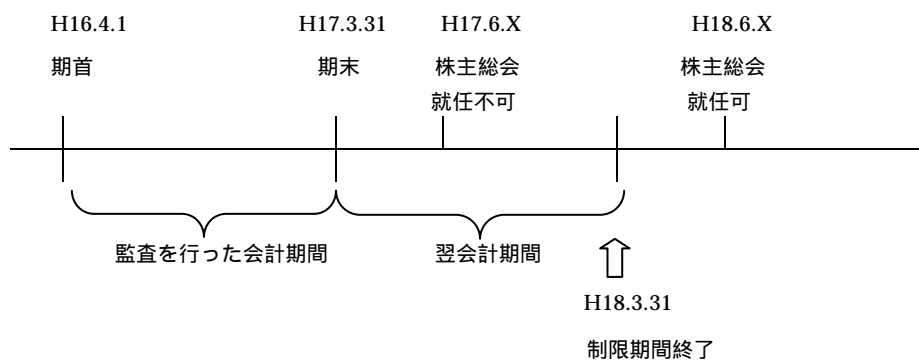 H16.4.1 H17.3.31 H17.6.X H18.6.X
期首 期末 株主総会 株主総会
就任不可 就任可
監査を行った会計期間 翌会計期間
H18.3.31
制限期間終了